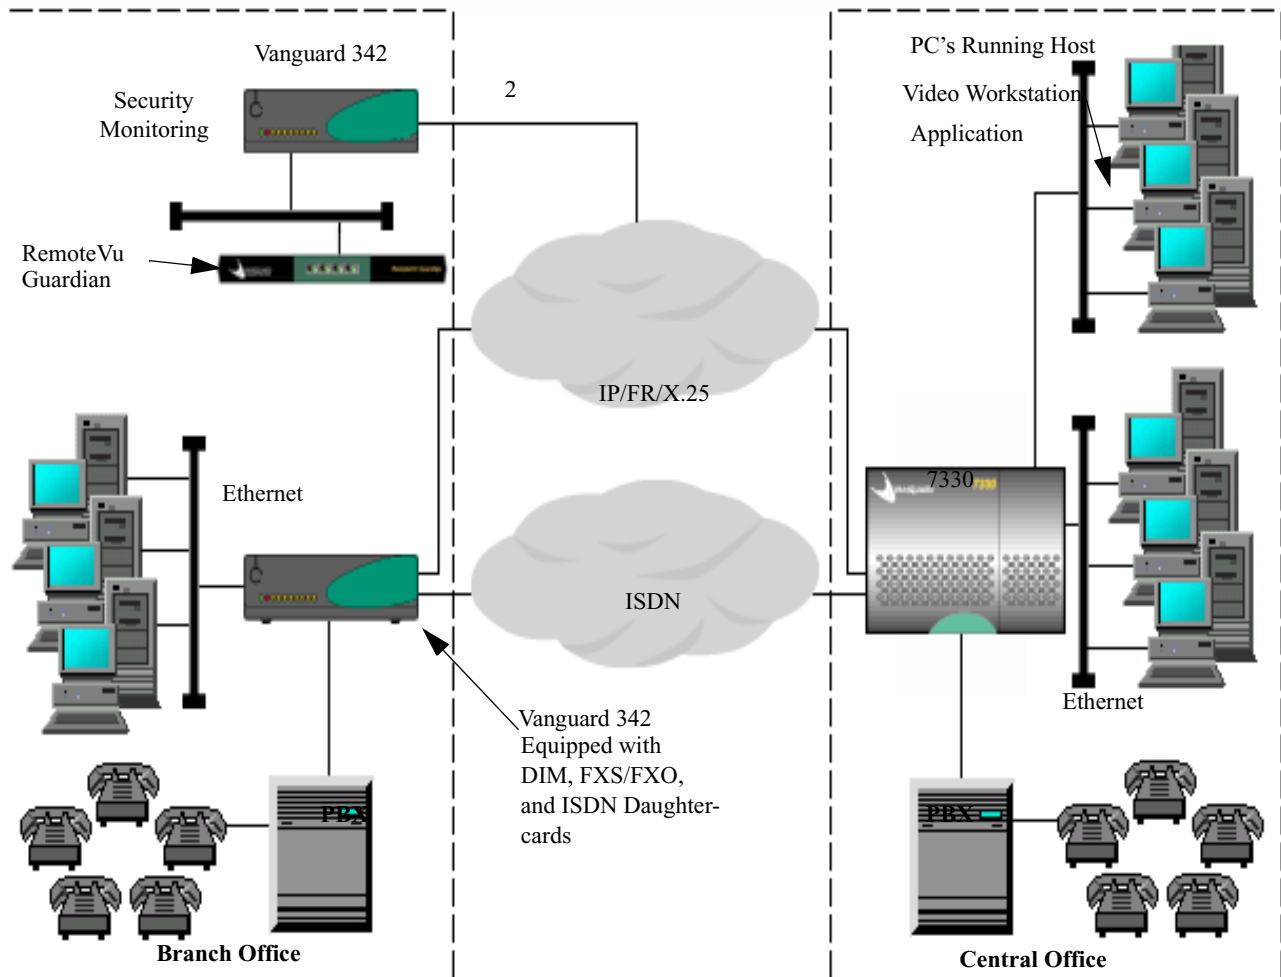 Vanguard 342
2
PC's Running Host
Security
Monitoring
Video Workstation
Application
RemoteVu
Guardian
IP/FR/X.25
Ethernet
7330
7330
ISDN
Ethernet
Vanguard 342
Equipped with
DIM, FXS/FXO,
and ISDN Daughter-
cards
PBX
PBX
Branch Office
Central Office